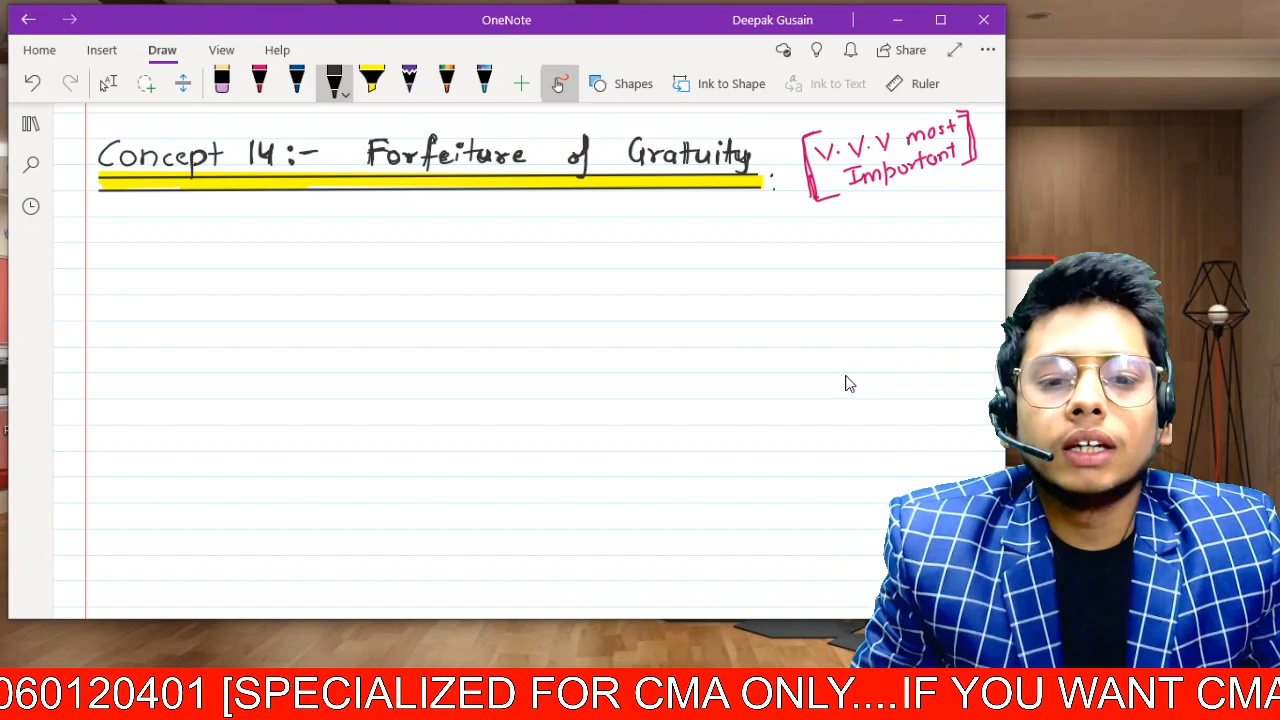 OneNote
Deepak Gusain
Home Insert Draw View Help
Share
Shapes Ink to Shape Ink to Text Ruler
Concept 14:- Forfeiture of Gratuity :
[V. V. V most
Important]
060120401 [SPECIALIZED FOR CMA ONLY....IF YOU WANT CMA